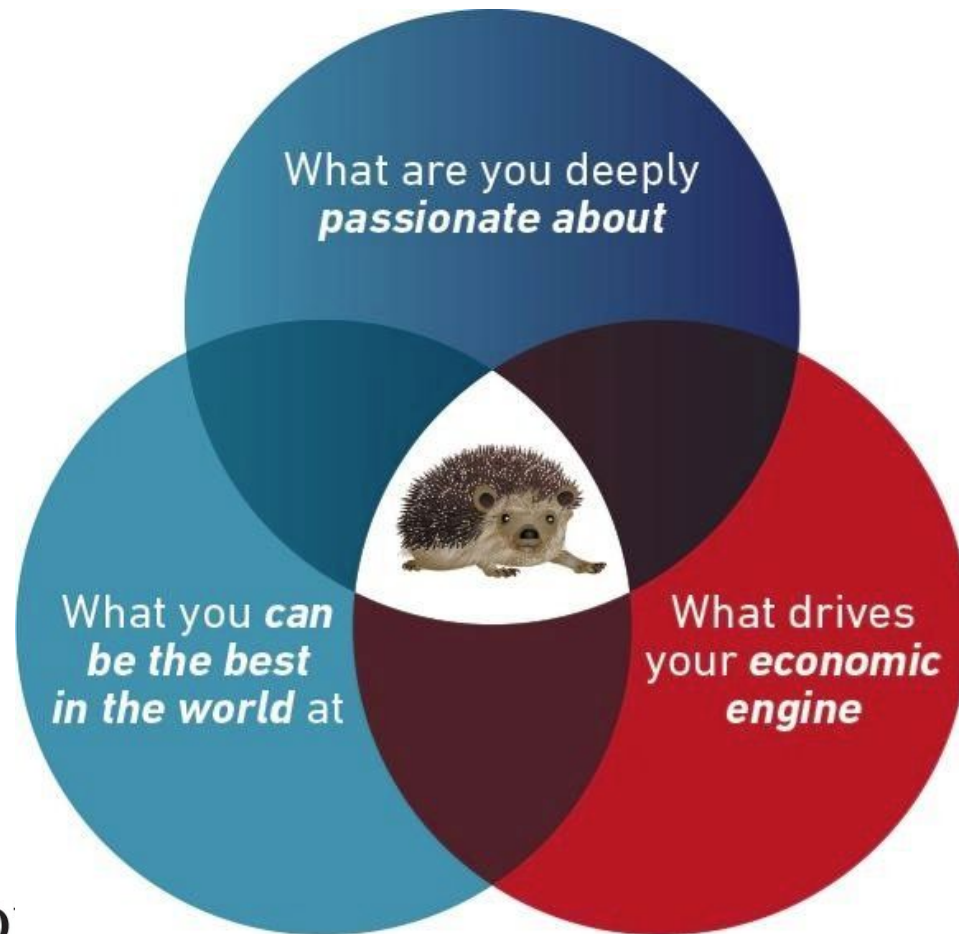 What are you deeply
passionate about
What you can
be the best
in the world at
What drives
your economic
engine